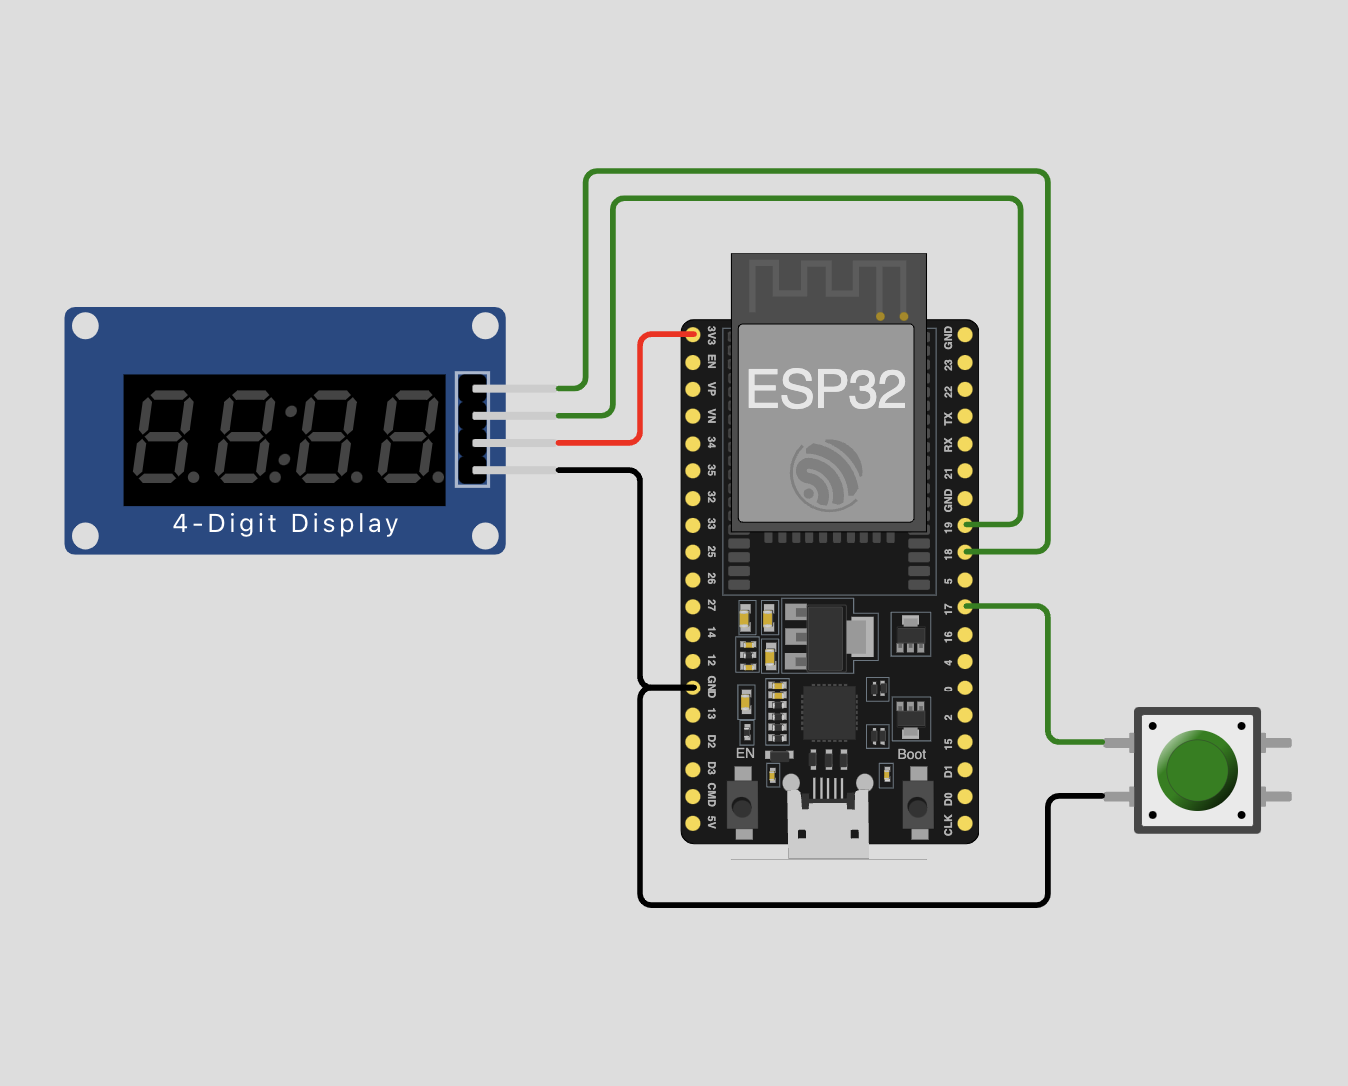 4-Digit Display
ESP32
3V3
EN
VP
VN
34
35
32
33
25
26
27
14
12
GND
13
D2
D3
CMD
5V
GND
23
22
TX
RX
21
GND
19
18
5
17
16
4
0
2
15
D1
D0
CLK
EN
Boot